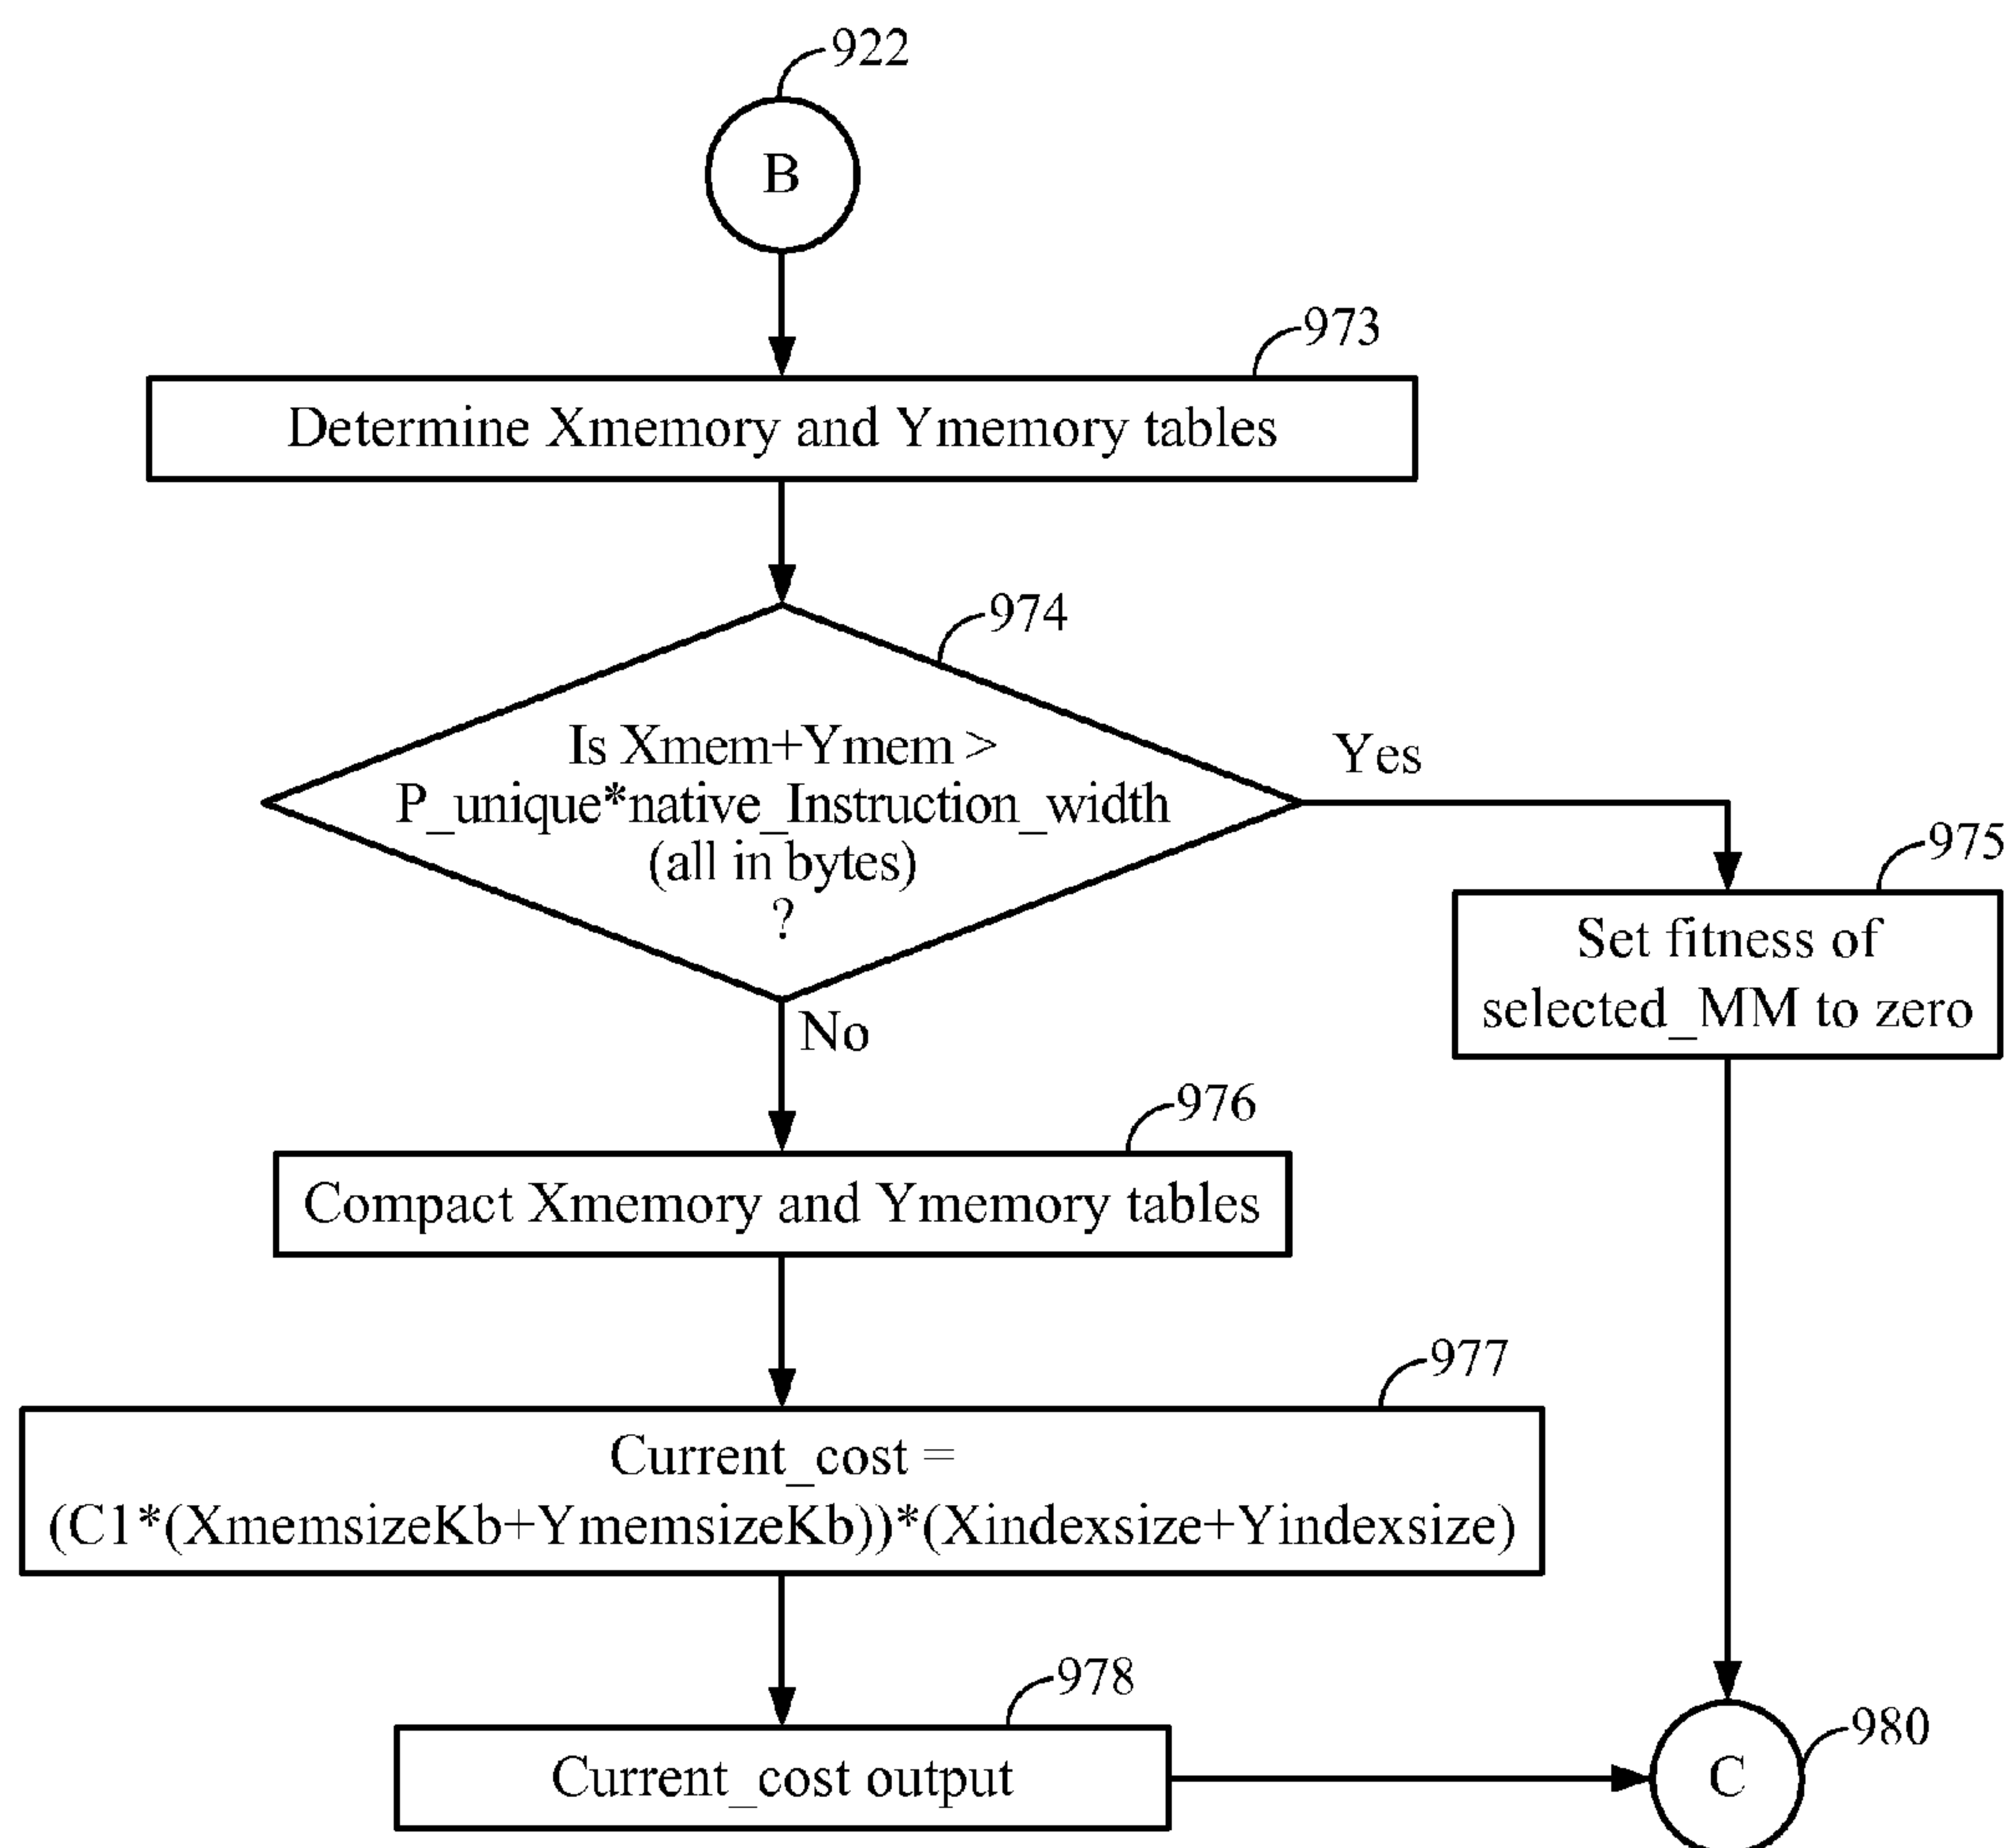 922
B
973
Determine Xmemory and Ymemory tables
974
Is Xmem+Ymem >
P_unique*native_Instruction_width
(all in bytes)
?
Yes
975
Set fitness of
selected_MM to zero
No
976
Compact Xmemory and Ymemory tables
977
Current_cost =
(C1*(XmemsizeKb+YmemsizeKb))*(Xindexsize+Yindexsize)
978
Current_cost output
980
C